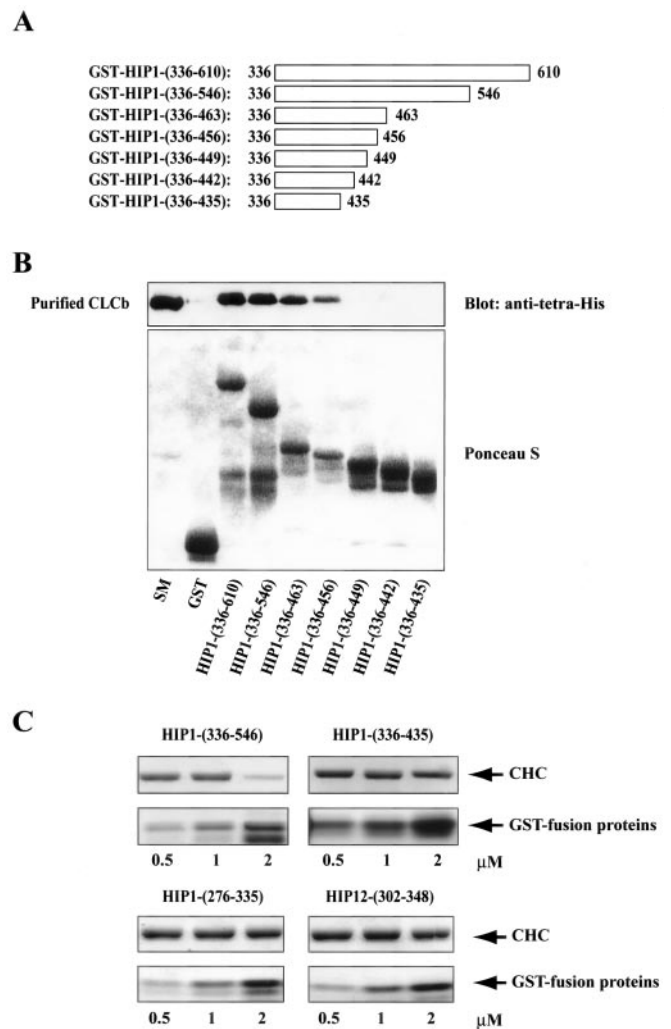 A
GST-HIP1-(336-610): 336 610
GST-HIP1-(336-546): 336 546
GST-HIP1-(336-463): 336 463
GST-HIP1-(336-456): 336 456
GST-HIP1-(336-449): 336 449
GST-HIP1-(336-442): 336 442
GST-HIP1-(336-435): 336 435
B
Purified CLCb
Blot: anti-tetra-His
Ponceau S
SM
GST
HIP1-(336-610)
HIP1-(336-546)
HIP1-(336-463)
HIP1-(336-456)
HIP1-(336-449)
HIP1-(336-442)
HIP1-(336-435)
C
HIP1-(336-546) HIP1-(336-435)
CHC
GST-fusion proteins
0.5 1 2 0.5 1 2 μM
HIP1-(276-335) HIP12-(302-348)
CHC
GST-fusion proteins
0.5 1 2 0.5 1 2 μM